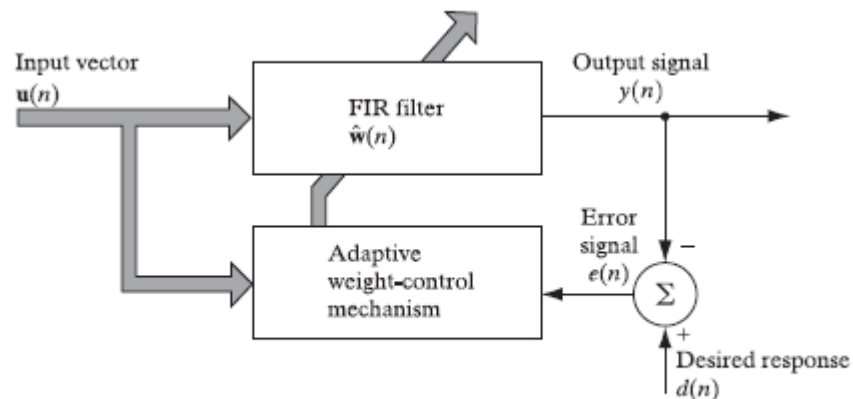 Input vector
u(n)
FIR filter
ŵ(n)
Output signal
y(n)
Adaptive
weight-control
mechanism
Error
signal
e(n)
−
Σ
+
Desired response
d(n)